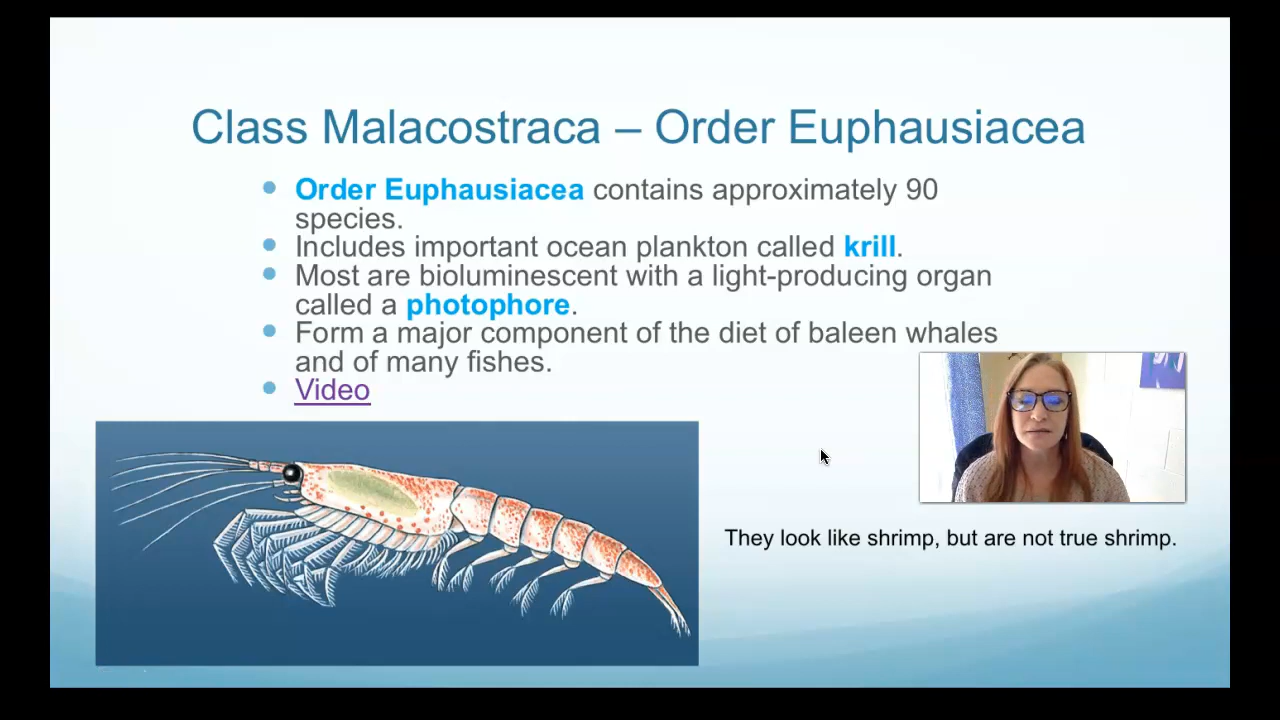 Class Malacostraca – Order Euphausiacea
Order Euphausiacea contains approximately 90
species.
Includes important ocean plankton called krill.
Most are bioluminescent with a light-producing organ
called a photophore.
Form a major component of the diet of baleen whales
and of many fishes.
Video
They look like shrimp, but are not true shrimp.